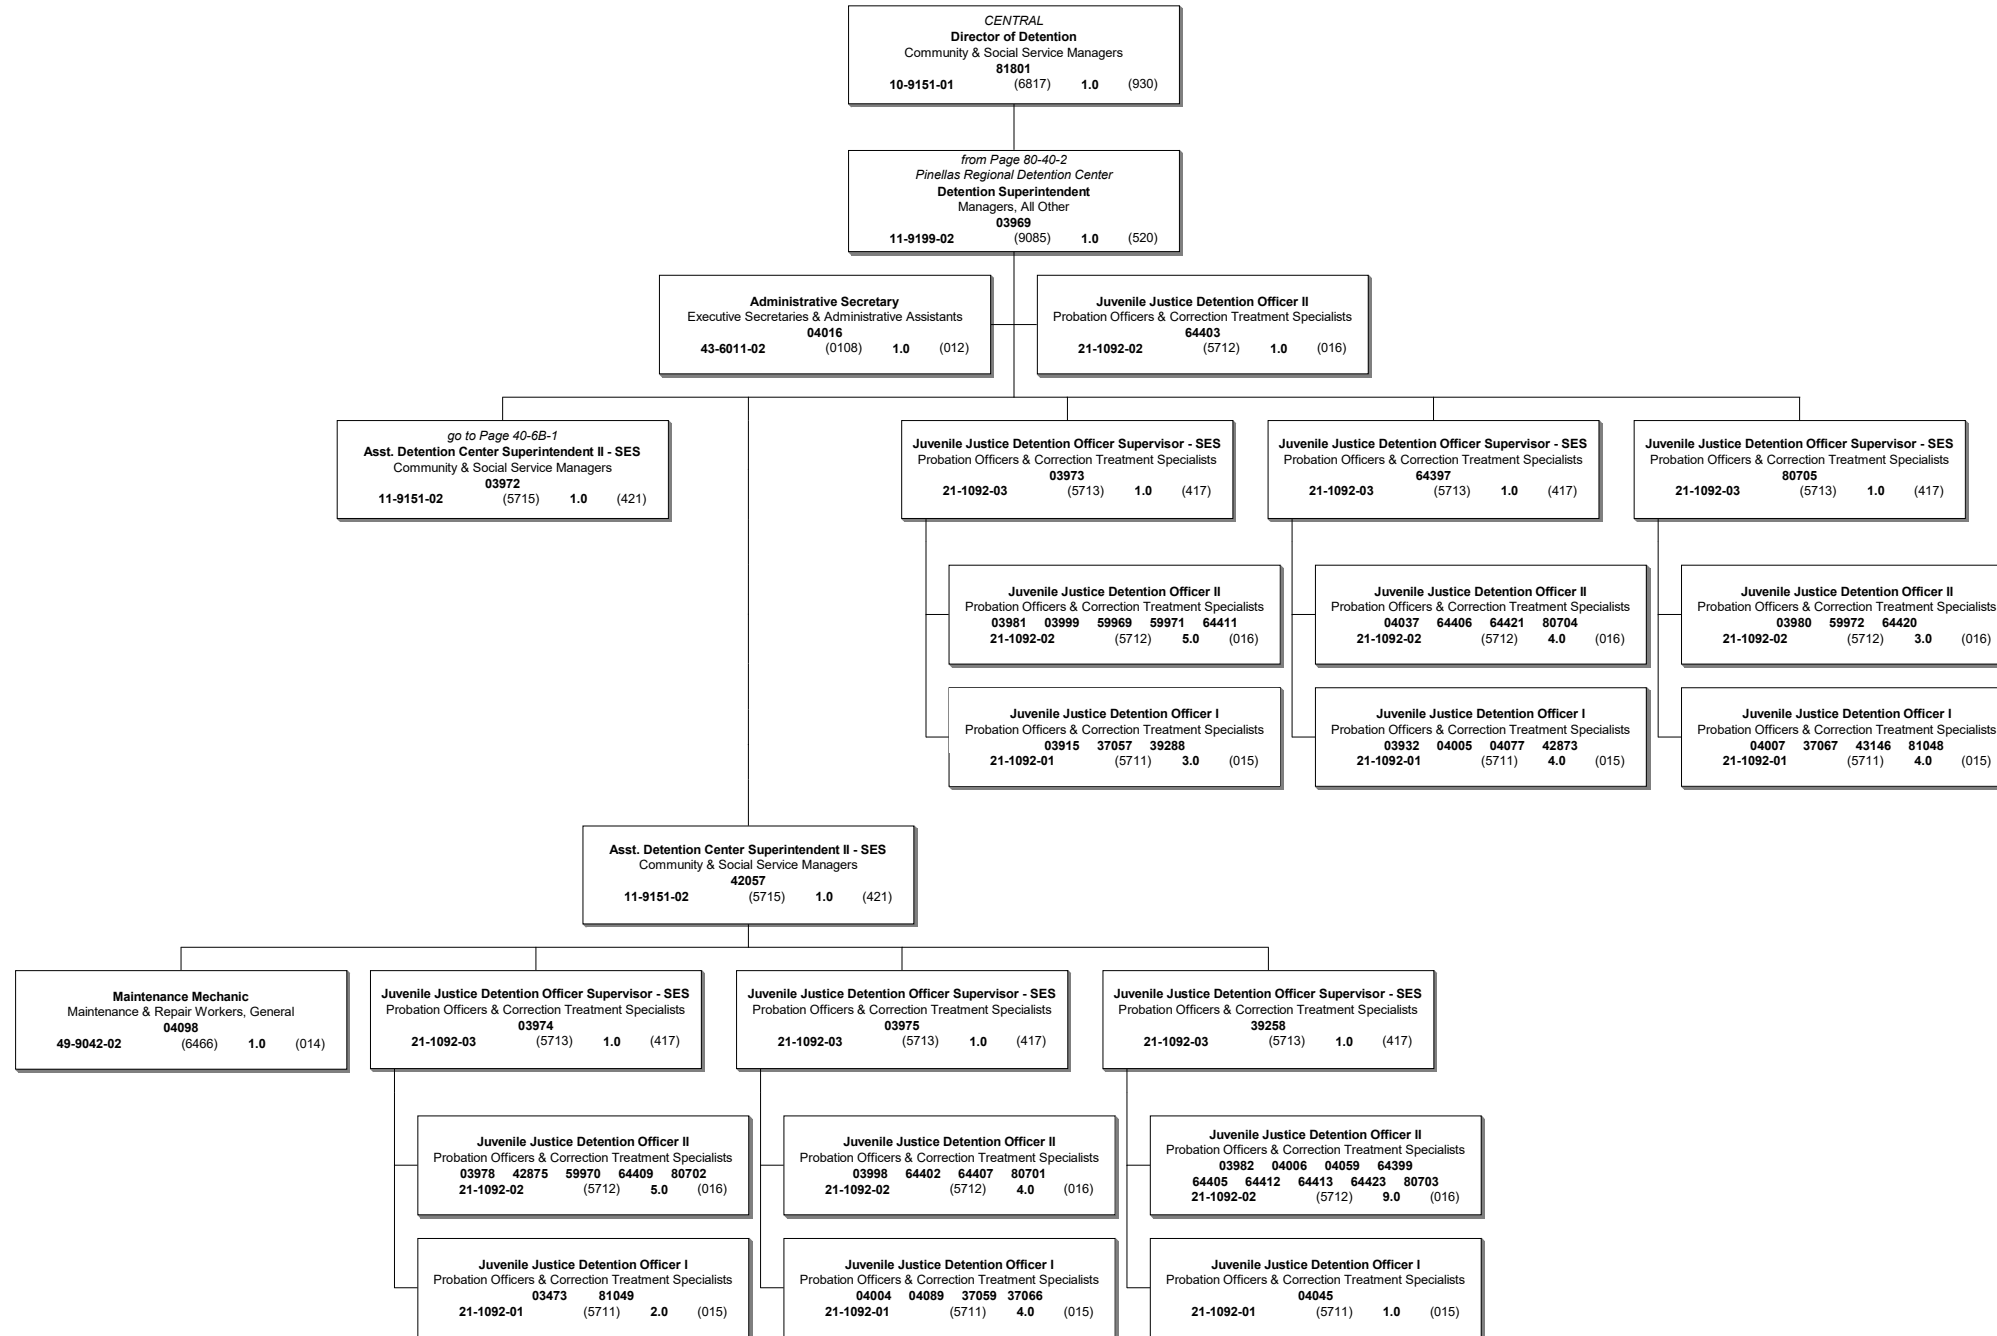 CENTRAL
Director of Detention
Community & Social Service Managers
81801
10-9151-01 (6817) 1.0 (930)
from Page 80-40-2
Pinellas Regional Detention Center
Detention Superintendent
Managers, All Other
03969
11-9199-02 (9085) 1.0 (520)
Administrative Secretary
Executive Secretaries & Administrative Assistants
04016
43-6011-02 (0108) 1.0 (012)
Juvenile Justice Detention Officer II
Probation Officers & Correction Treatment Specialists
64403
21-1092-02 (5712) 1.0 (016)
go to Page 40-6B-1
Asst. Detention Center Superintendent II - SES
Community & Social Service Managers
03972
11-9151-02 (5715) 1.0 (421)
Juvenile Justice Detention Officer Supervisor - SES
Probation Officers & Correction Treatment Specialists
03973
21-1092-03 (5713) 1.0 (417)
Juvenile Justice Detention Officer Supervisor - SES
Probation Officers & Correction Treatment Specialists
64397
21-1092-03 (5713) 1.0 (417)
Juvenile Justice Detention Officer Supervisor - SES
Probation Officers & Correction Treatment Specialists
80705
21-1092-03 (5713) 1.0 (417)
Juvenile Justice Detention Officer II
Probation Officers & Correction Treatment Specialists
03981 03999 59969 59971 64411
21-1092-02 (5712) 5.0 (016)
Juvenile Justice Detention Officer II
Probation Officers & Correction Treatment Specialists
04037 64406 64421 80704
21-1092-02 (5712) 4.0 (016)
Juvenile Justice Detention Officer II
Probation Officers & Correction Treatment Specialists
03980 59972 64420
21-1092-02 (5712) 3.0 (016)
Juvenile Justice Detention Officer I
Probation Officers & Correction Treatment Specialists
03915 37057 39288
21-1092-01 (5711) 3.0 (015)
Juvenile Justice Detention Officer I
Probation Officers & Correction Treatment Specialists
03932 04005 04077 42873
21-1092-01 (5711) 4.0 (015)
Juvenile Justice Detention Officer I
Probation Officers & Correction Treatment Specialists
04007 37067 43146 81048
21-1092-01 (5711) 4.0 (015)
Asst. Detention Center Superintendent II - SES
Community & Social Service Managers
42057
11-9151-02 (5715) 1.0 (421)
Maintenance Mechanic
Maintenance & Repair Workers, General
04098
49-9042-02 (6466) 1.0 (014)
Juvenile Justice Detention Officer Supervisor - SES
Probation Officers & Correction Treatment Specialists
03974
21-1092-03 (5713) 1.0 (417)
Juvenile Justice Detention Officer Supervisor - SES
Probation Officers & Correction Treatment Specialists
03975
21-1092-03 (5713) 1.0 (417)
Juvenile Justice Detention Officer Supervisor - SES
Probation Officers & Correction Treatment Specialists
39258
21-1092-03 (5713) 1.0 (417)
Juvenile Justice Detention Officer II
Probation Officers & Correction Treatment Specialists
03978 42875 59970 64409 80702
21-1092-02 (5712) 5.0 (016)
Juvenile Justice Detention Officer II
Probation Officers & Correction Treatment Specialists
03998 64402 64407 80701
21-1092-02 (5712) 4.0 (016)
Juvenile Justice Detention Officer II
Probation Officers & Correction Treatment Specialists
03982 04006 04059 64399
64405 64412 64413 64423 80703
21-1092-02 (5712) 9.0 (016)
Juvenile Justice Detention Officer I
Probation Officers & Correction Treatment Specialists
03473 81049
21-1092-01 (5711) 2.0 (015)
Juvenile Justice Detention Officer I
Probation Officers & Correction Treatment Specialists
04004 04089 37059 37066
21-1092-01 (5711) 4.0 (015)
Juvenile Justice Detention Officer I
Probation Officers & Correction Treatment Specialists
04045
21-1092-01 (5711) 1.0 (015)